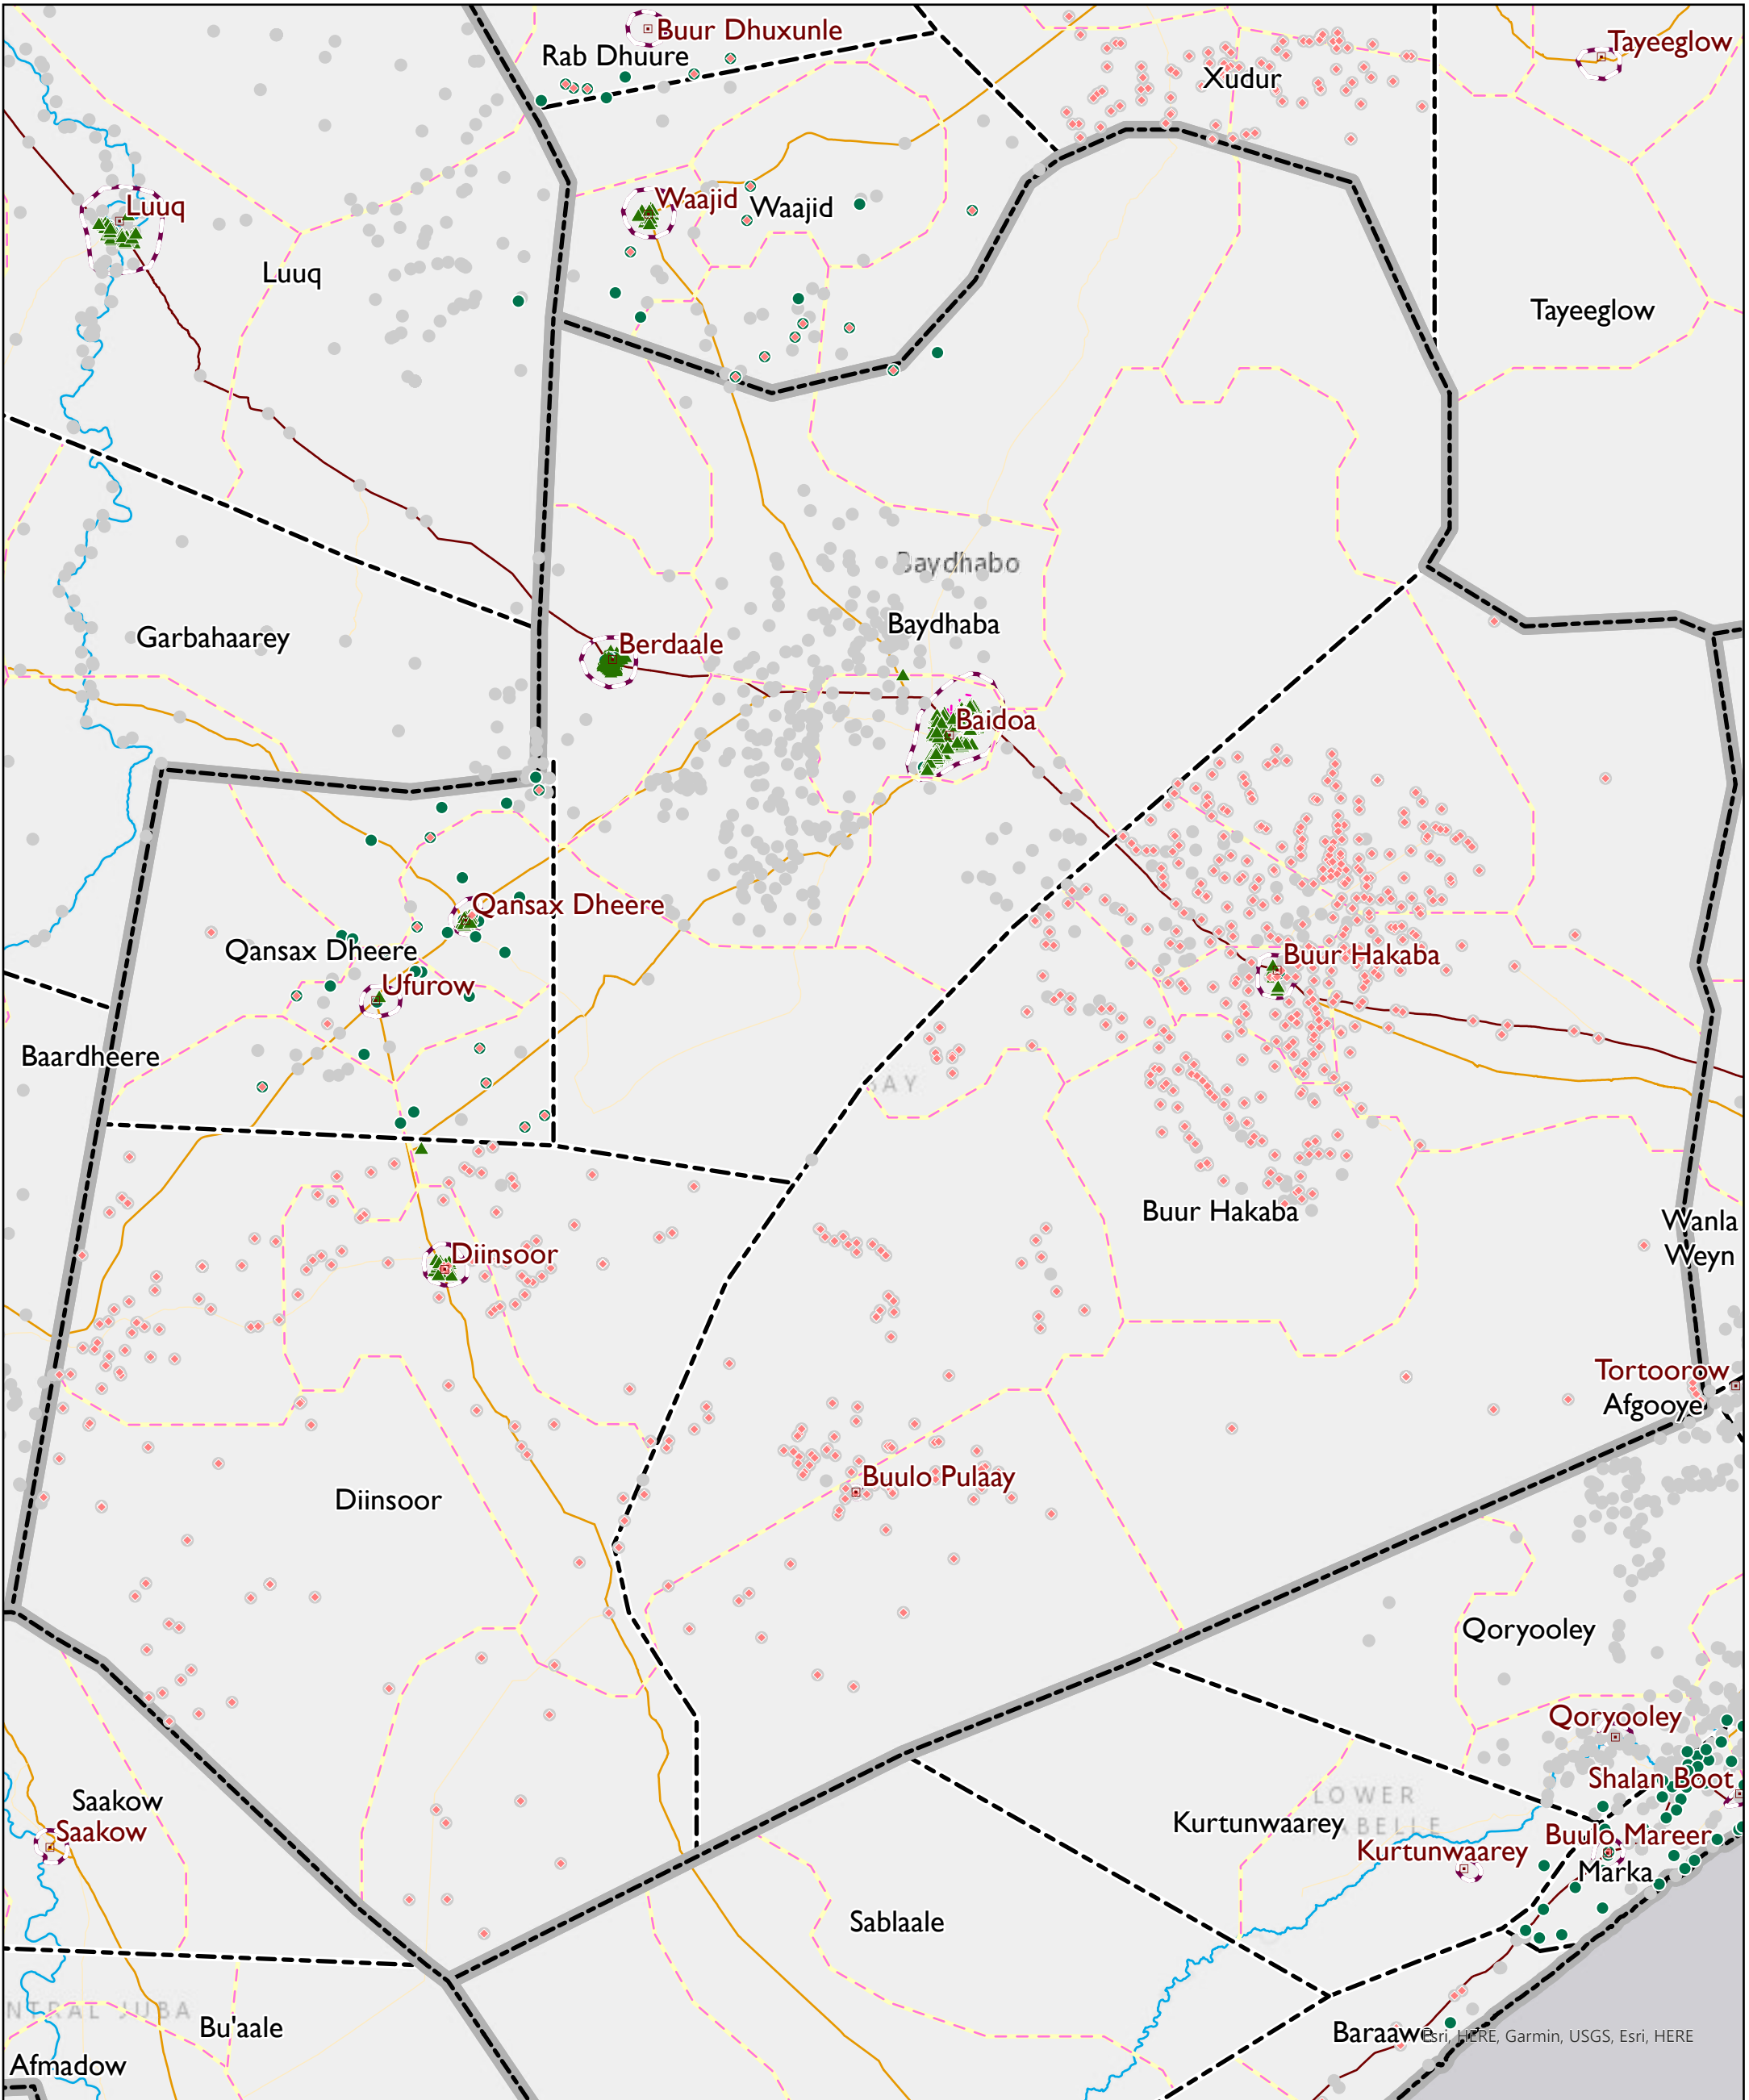 Buur Dhuxunle
Rab Dhuure
Tayeeglow
Xudur
Luuq
Waajid
Waajid
Luuq
Tayeeglow
Baydhabo
Baydhaba
Garbahaarey
Berdaale
Baidoa
Qansax Dheere
Qansax Dheere
Buur Hakaba
Ufurow
Baardheere
BAY
Buur Hakaba
Wanla
Weyn
Diinsoor
Tortoorow
Afgooye
Buulo Pulaay
Diinsoor
Qoryooley
Qoryooley
Shalan Boot
LOWER
Saakow
Kurtunwaarey
Saakow
Buulo Mareer
Kurtunwaarey
Marka
Sablaale
NTRAL JUBA
Bu'aale
Baraawe
Esri, HERE, Garmin, USGS, Esri, HERE
Afmadow